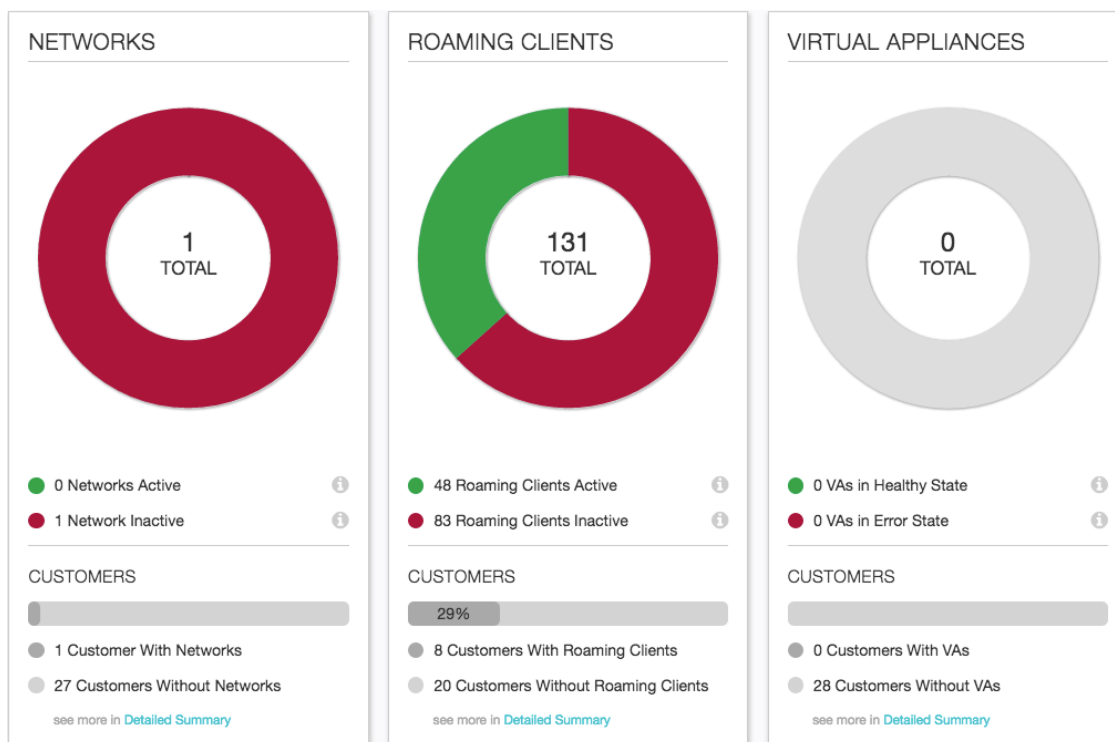 NETWORKS
1
TOTAL
0 Networks Active
1 Network Inactive
CUSTOMERS
1 Customer With Networks
27 Customers Without Networks
see more in Detailed Summary
ROAMING CLIENTS
131
TOTAL
48 Roaming Clients Active
83 Roaming Clients Inactive
CUSTOMERS
29%
8 Customers With Roaming Clients
20 Customers Without Roaming Clients
see more in Detailed Summary
VIRTUAL APPLIANCES
0
TOTAL
0 VAs in Healthy State
0 VAs in Error State
CUSTOMERS
0 Customers With VAs
28 Customers Without VAs
see more in Detailed Summary